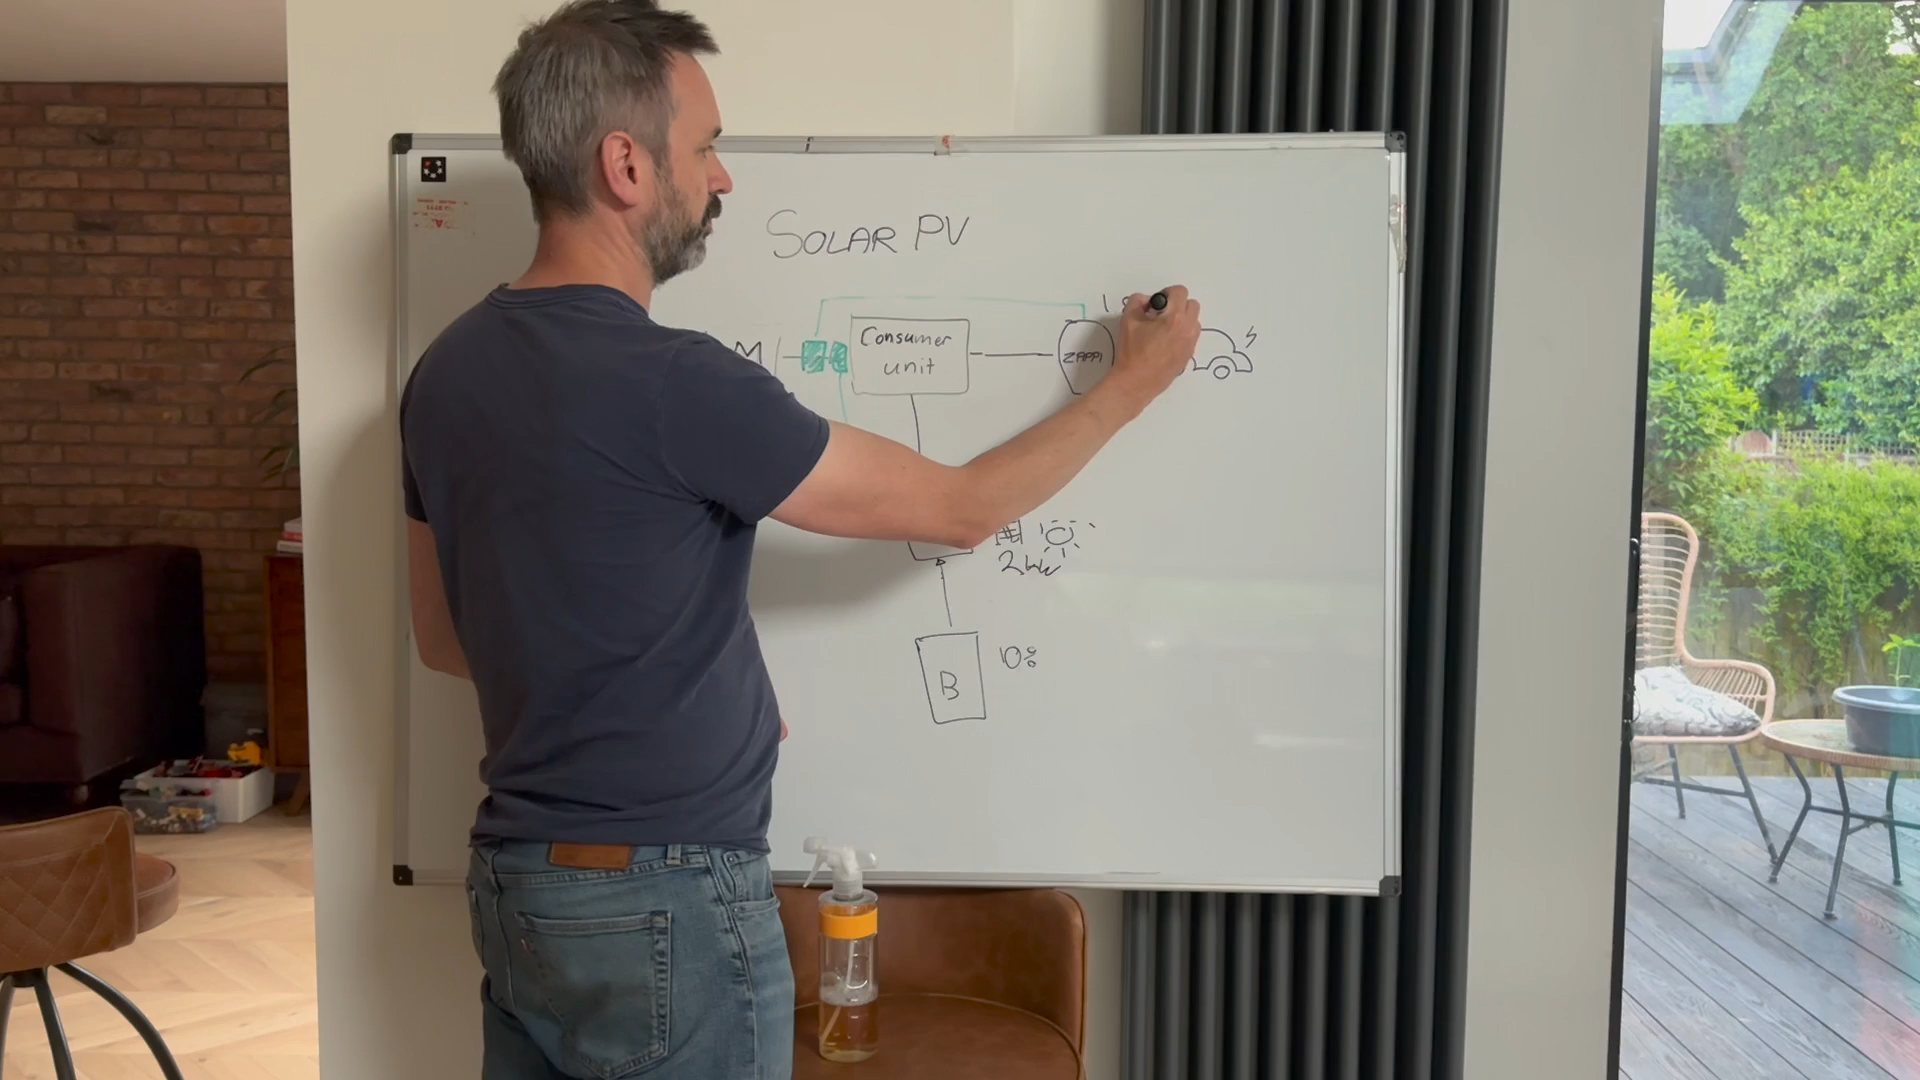 SOLAR PV
M
Consumer
unit
ZAPPI
2kW
B
10%